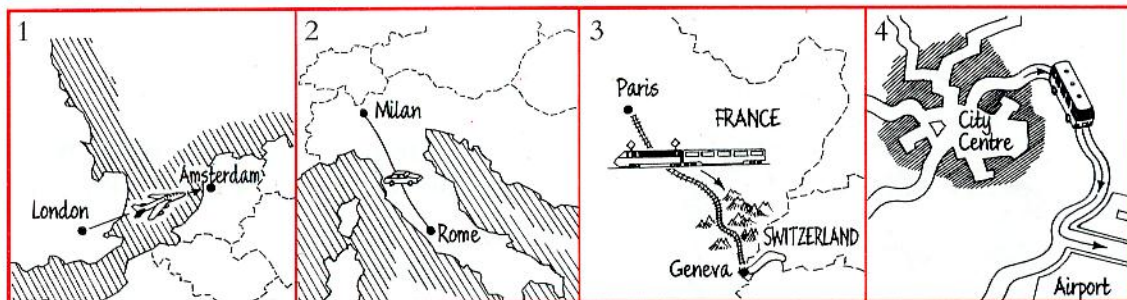 1
London
Amsterdam
2
Milan
Rome
3
Paris
FRANCE
SWITZERLAND
Geneva
4
City
Centre
Airport